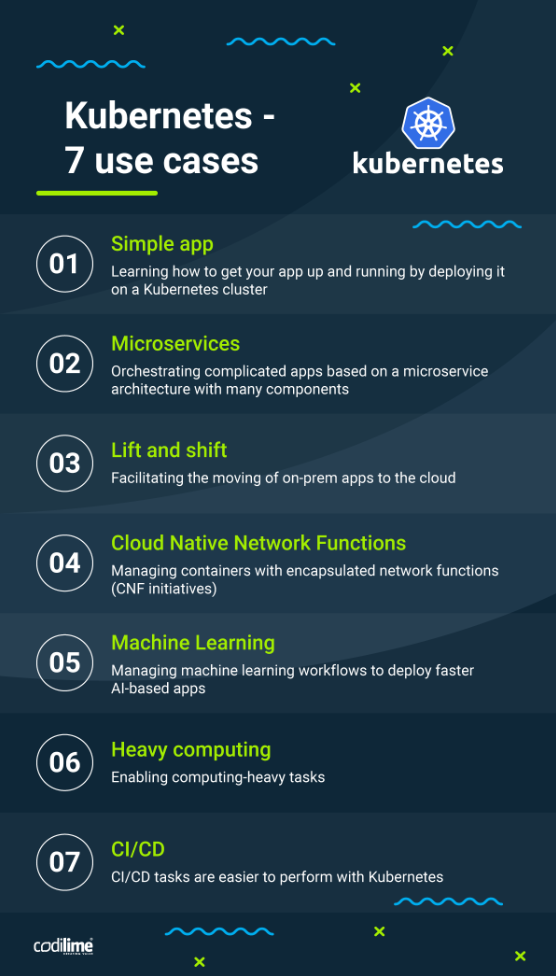 Kubernetes -
7 use cases
kubernetes
01
Simple app
Learning how to get your app up and running by deploying it
on a Kubernetes cluster
02
Microservices
Orchestrating complicated apps based on a microservice
architecture with many components
03
Lift and shift
Facilitating the moving of on-prem apps to the cloud
04
Cloud Native Network Functions
Managing containers with encapsulated network functions
(CNF initiatives)
05
Machine Learning
Managing machine learning workflows to deploy faster
AI-based apps
06
Heavy computing
Enabling computing-heavy tasks
07
CI/CD
CI/CD tasks are easier to perform with Kubernetes
codilime